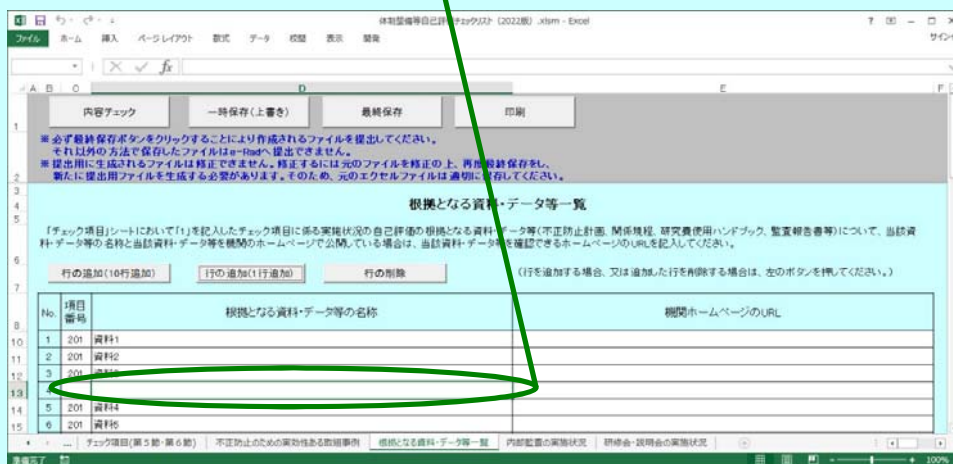 体制整備等自己評価チェックリスト（2022版）.xlsm - Excel
ファイル ホーム 挿入 ページ レイアウト 数式 データ 校閲 表示 開発
サインイ
A B C D E F
内容チェック 一時保存(上書き) 最終保存 印刷
1
※必ず最終保存ボタンをクリックすることにより作成されるファイルを提出してください。
それ以外の方法で保存したファイルはe-Radへ提出できません。
※提出用に生成されるファイルは修正できません。修正するには元のファイルを修正の上、再度最終保存をし、
2 新たに提出用ファイルを生成する必要があります。そのため、元のエクセルファイルは適切に保存してください。
3
4 根拠となる資料・データ等一覧
5
「チェック項目」シートにおいて「1」を記入したチェック項目に係る実施状況の自己評価の根拠となる資料・データ等(不正防止計画、関係規程、研究費使用ハンドブック、監査報告書等)について、当該資
料・データ等の名称と当該資料・データ等を機関のホームページで公開している場合は、当該資料・データ等を確認できるホームページのURLを記入してください。
6
行の追加(10行追加) 行の追加(1行追加) 行の削除 (行を追加する場合、又は追加した行を削除する場合は、左のボタンを押してください。)
7
8 No. 項目番号 根拠となる資料・データ等の名称 機関ホームページのURL
10 1 201 資料1
11 2 201 資料2
12 3 201
13 4
14 5 201 資料4
15 6 201 資料5
... チェック項目(第5節・第6節) 不正防止のための実効性ある取組事例 根拠となる資料・データ等一覧 内部監査の実施状況 研修会・説明会の実施状況
準備完了 100%